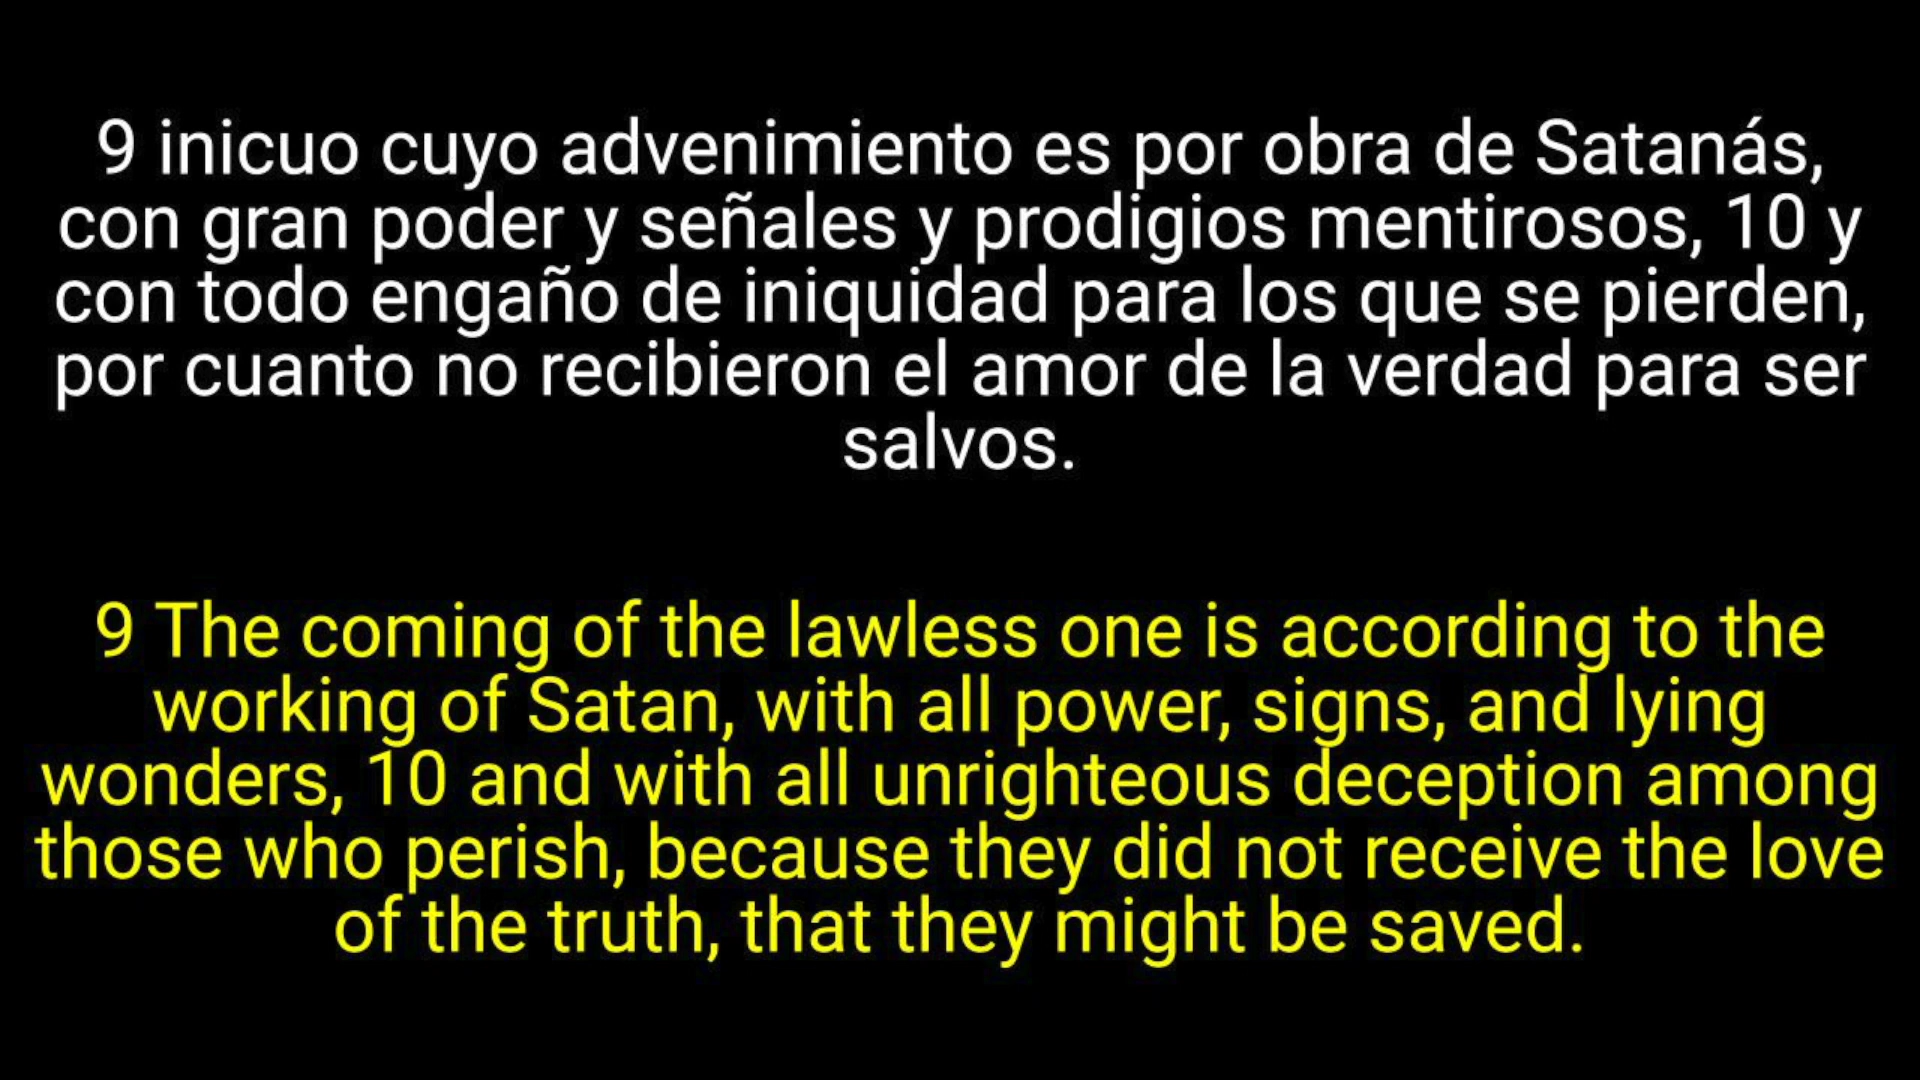 9 inicuo cuyo advenimiento es por obra de Satanás,
con gran poder y señales y prodigios mentirosos, 10 y
con todo engaño de iniquidad para los que se pierden,
por cuanto no recibieron el amor de la verdad para ser
salvos.
9 The coming of the lawless one is according to the
working of Satan, with all power, signs, and lying
wonders, 10 and with all unrighteous deception among
those who perish, because they did not receive the love
of the truth, that they might be saved.